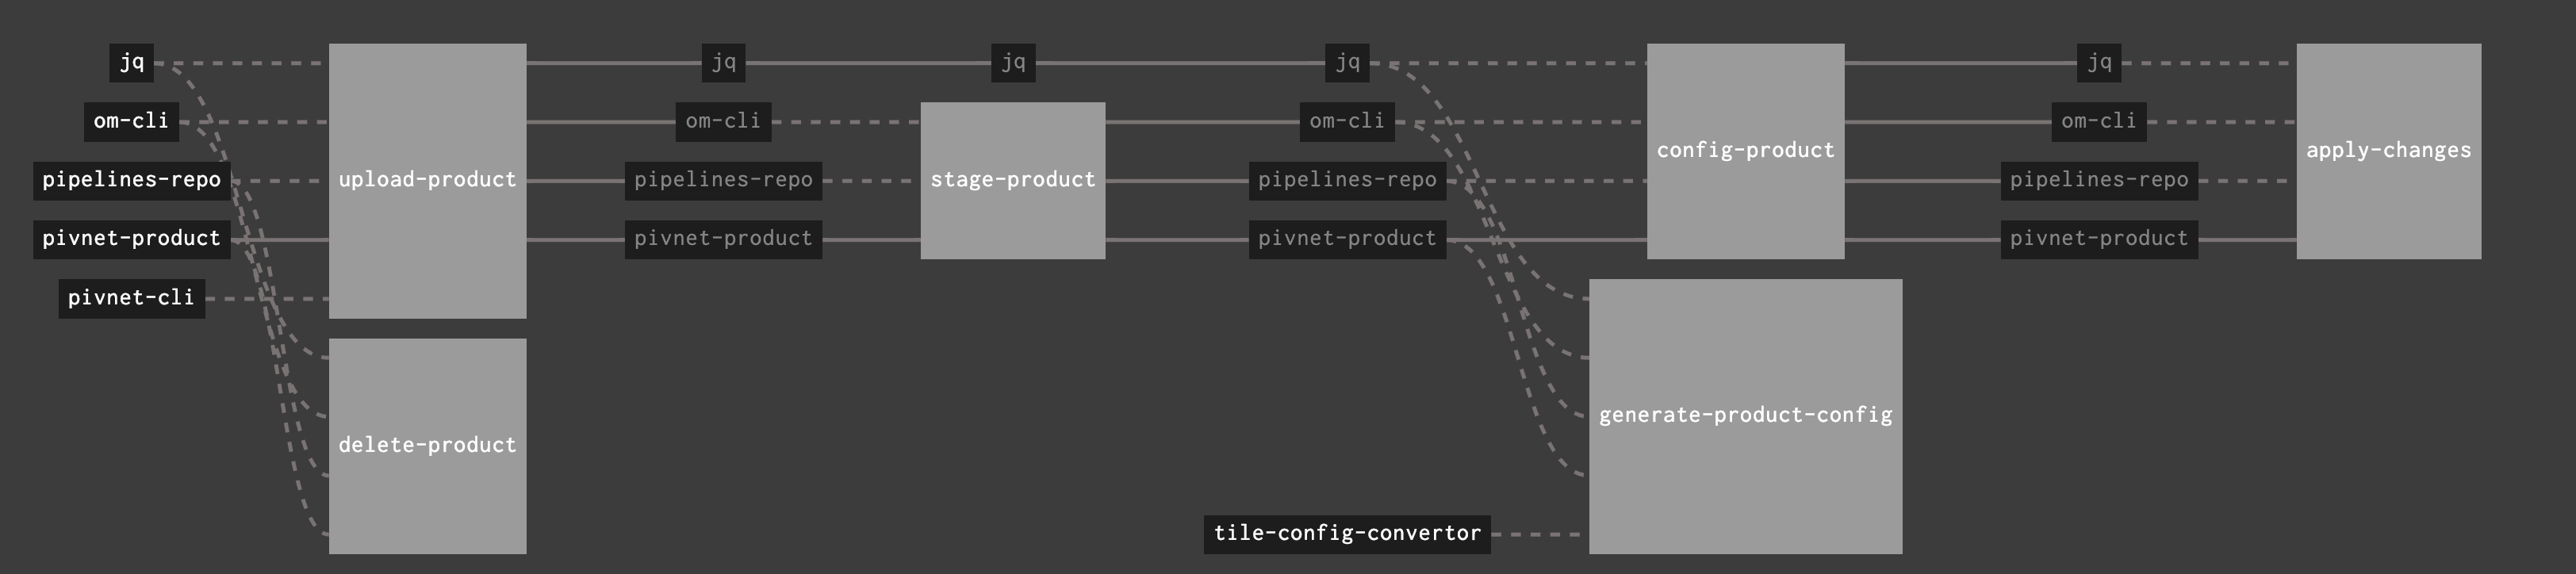 jq
om-cli
pipelines-repo
pivnet-product
pivnet-cli
upload-product
delete-product
jq
om-cli
pipelines-repo
pivnet-product
jq
stage-product
jq
om-cli
pipelines-repo
pivnet-product
tile-config-convertor
config-product
generate-product-config
jq
om-cli
pipelines-repo
pivnet-product
apply-changes